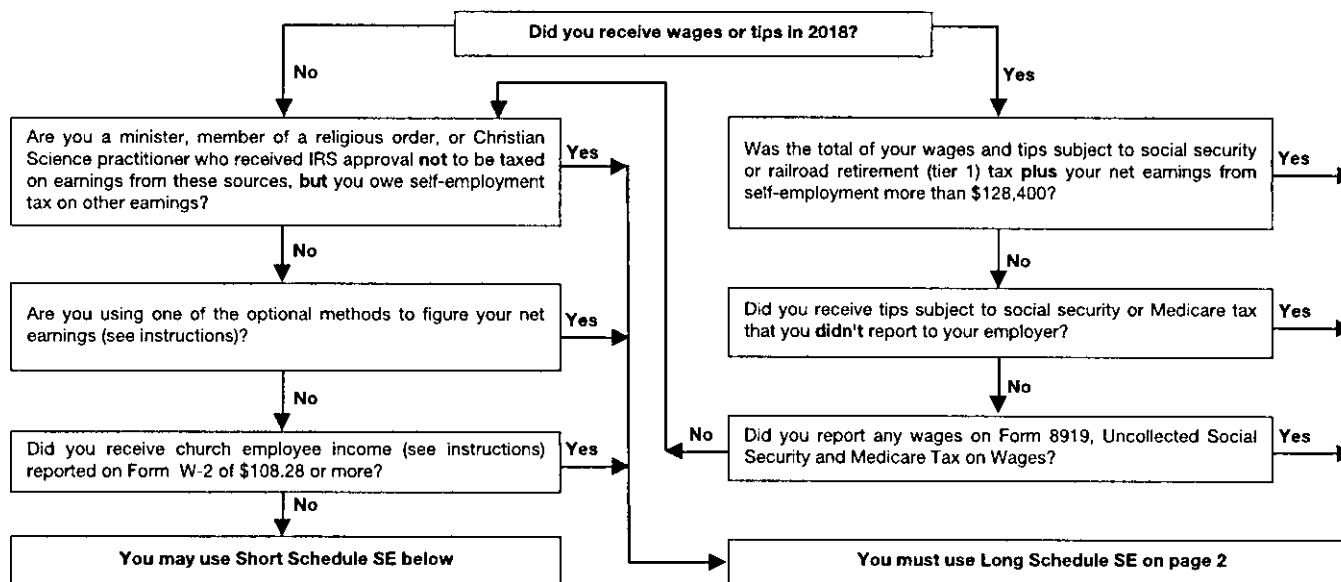 Did you receive wages or tips in 2018?
No
Yes
Are you a minister, member of a religious order, or Christian
Science practitioner who received IRS approval not to be taxed
on earnings from these sources, but you owe self-employment
tax on other earnings?
Yes
Was the total of your wages and tips subject to social security
or railroad retirement (tier 1) tax plus your net earnings from
self-employment more than $128,400?
Yes
No
No
Are you using one of the optional methods to figure your net
earnings (see instructions)?
Yes
Did you receive tips subject to social security or Medicare tax
that you didn't report to your employer?
Yes
No
No
Did you receive church employee income (see instructions)
reported on Form W-2 of $108.28 or more?
Yes
No
Did you report any wages on Form 8919, Uncollected Social
Security and Medicare Tax on Wages?
Yes
No
You may use Short Schedule SE below
You must use Long Schedule SE on page 2